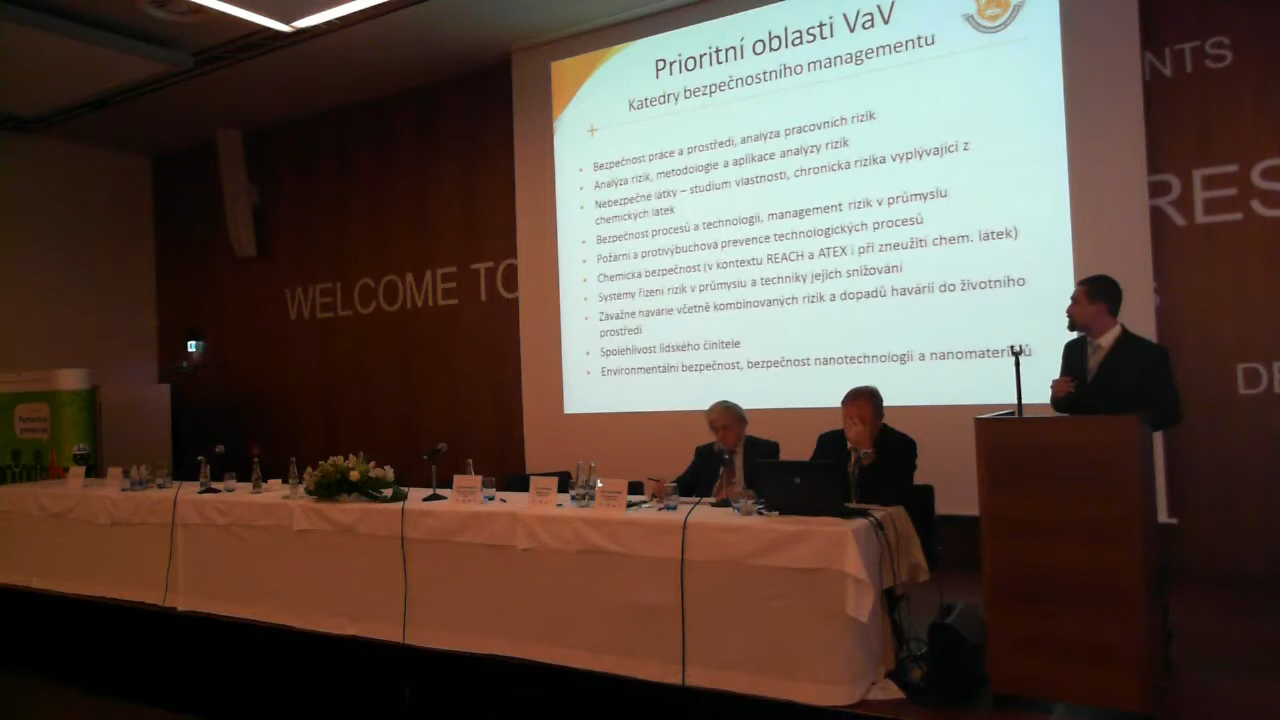 Prioritní oblasti VaV
Katedry bezpečnostního managementu
Bezpečnost práce a prostředí, analýza pracovních rizik
Analýza rizik, metodologie a aplikace analýzy rizik
Nebezpečné látky – studium vlastností, chronická rizika vyplývající z
chemických látek
Bezpečnost procesů a technologií, management rizik v průmyslu
Požární a protivýbuchová prevence technologických procesů
Chemická bezpečnost (v kontextu REACH a ATEX i při zneužití chem. látek)
Systémy řízení rizik v průmyslu a techniky jejich snižování
Závažné havárie včetně kombinovaných rizik a dopadů havárií do životního
prostředí
Spolehlivost lidského činitele
Environmentální bezpečnost, bezpečnost nanotechnologií a nanomateriálů
WELCOME TO
NTS
RES
S
DE